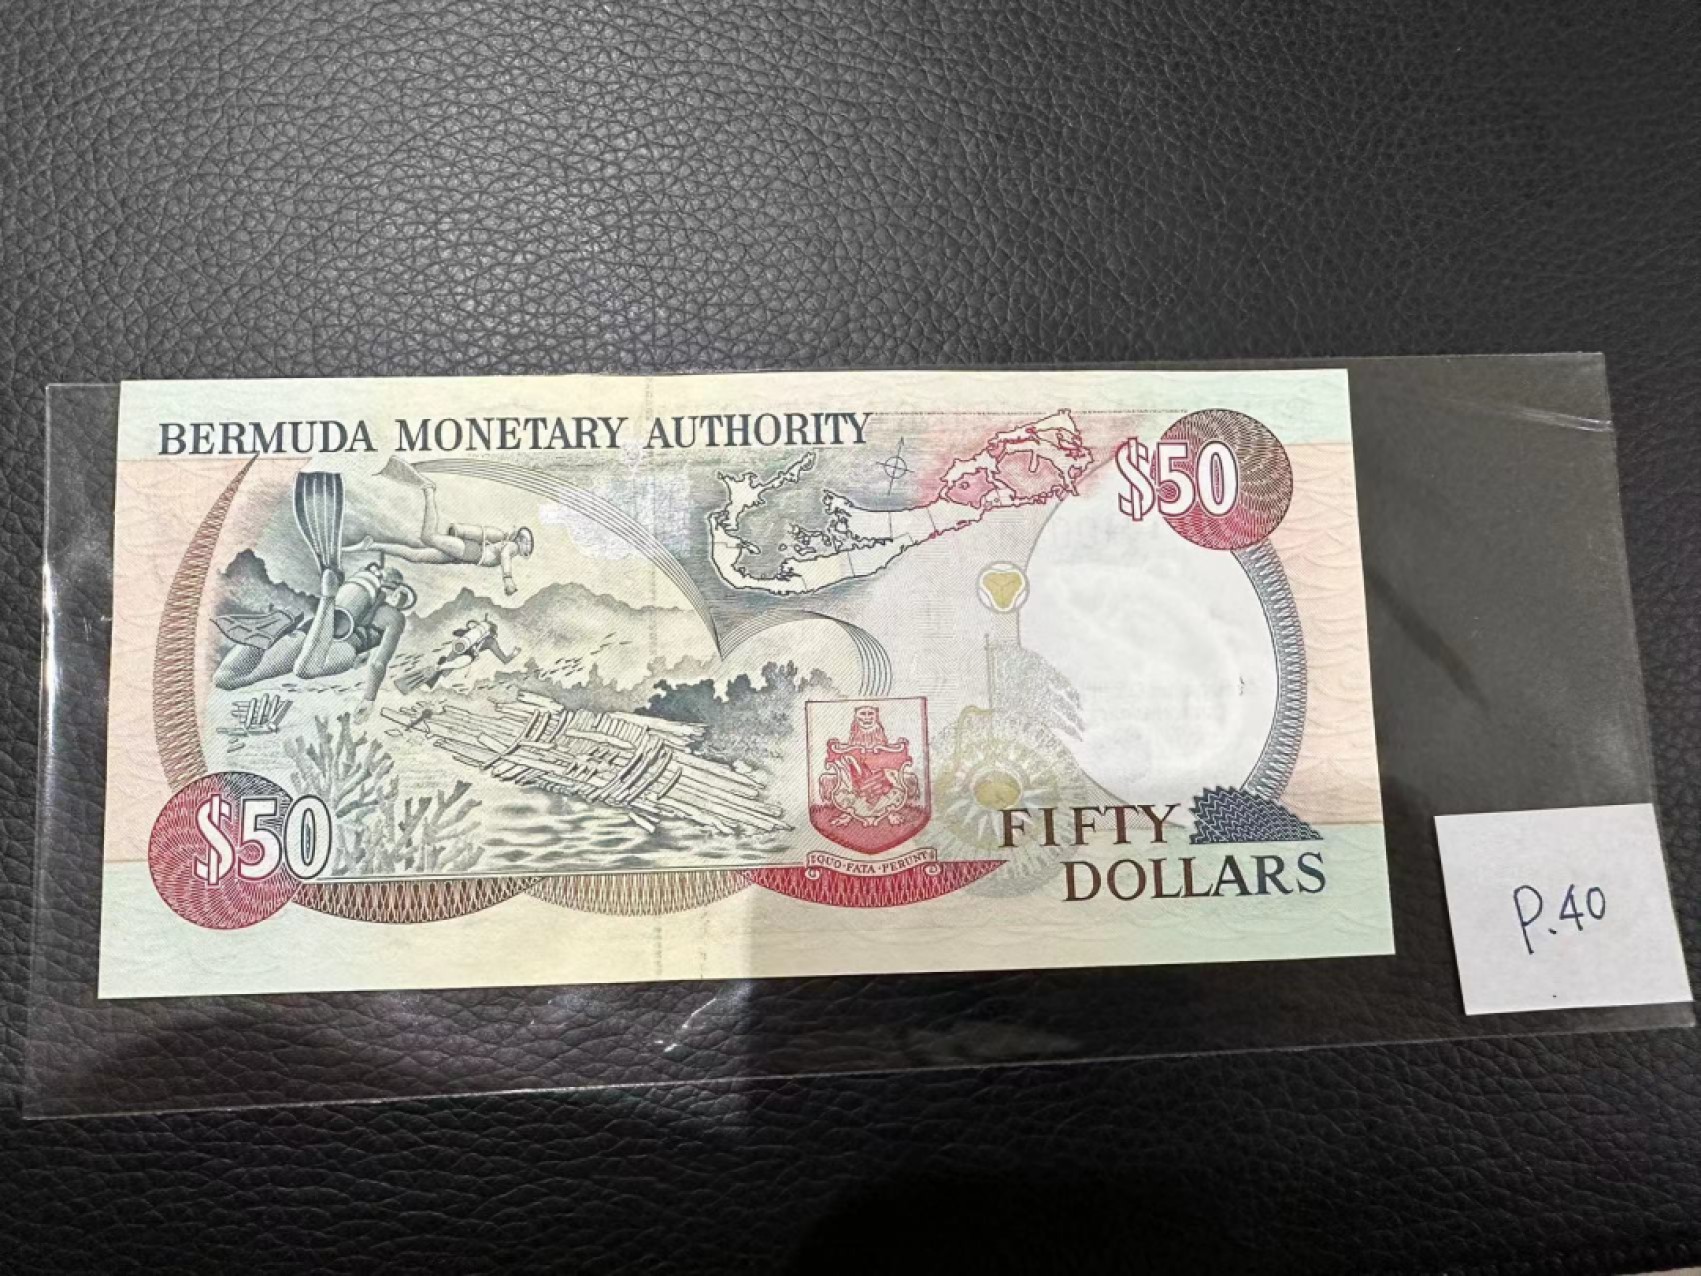 BERMUDA MONETARY AUTHORITY
$50
$50
QUO·FATA·FERUNT
FIFTY
DOLLARS
P.40